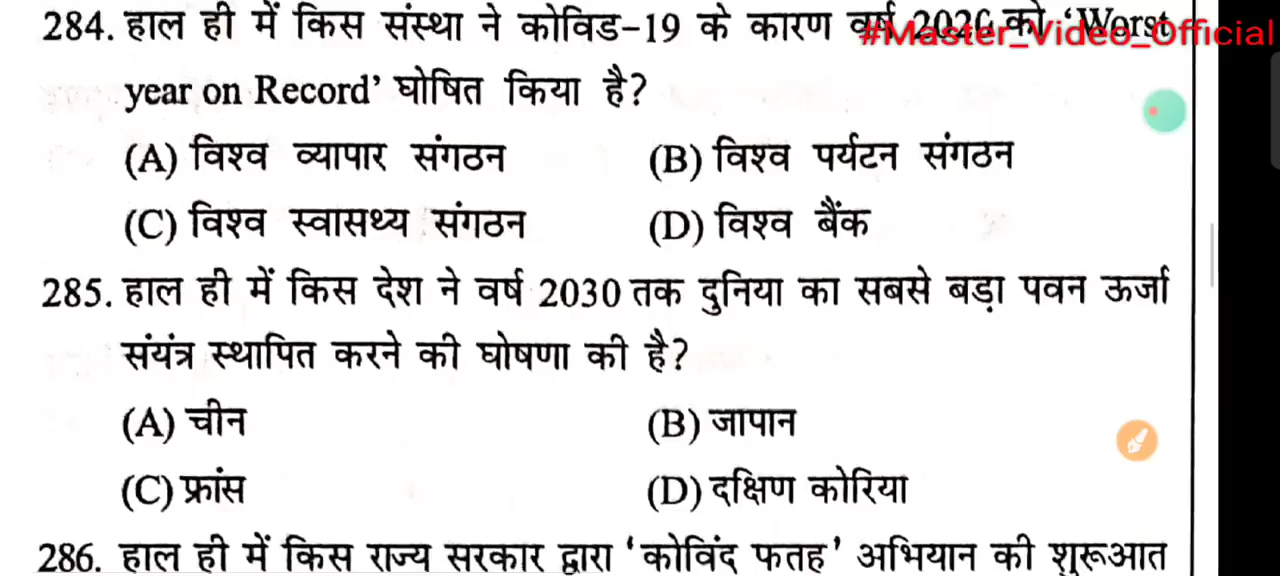 284. हाल ही में किस संस्था ने कोविड-19 के कारण वर्ष 2020 को ‘Worst
#Master_Video_Official
year on Record’ घोषित किया है?
(A) विश्व व्यापार संगठन (B) विश्व पर्यटन संगठन
(C) विश्व स्वासथ्य संगठन (D) विश्व बैंक
285. हाल ही में किस देश ने वर्ष 2030 तक दुनिया का सबसे बड़ा पवन ऊर्जा
संयंत्र स्थापित करने की घोषणा की है?
(A) चीन (B) जापान
(C) फ्रांस (D) दक्षिण कोरिया
286. हाल ही में किस राज्य सरकार द्वारा ‘कोविंद फतह’ अभियान की शुरूआत